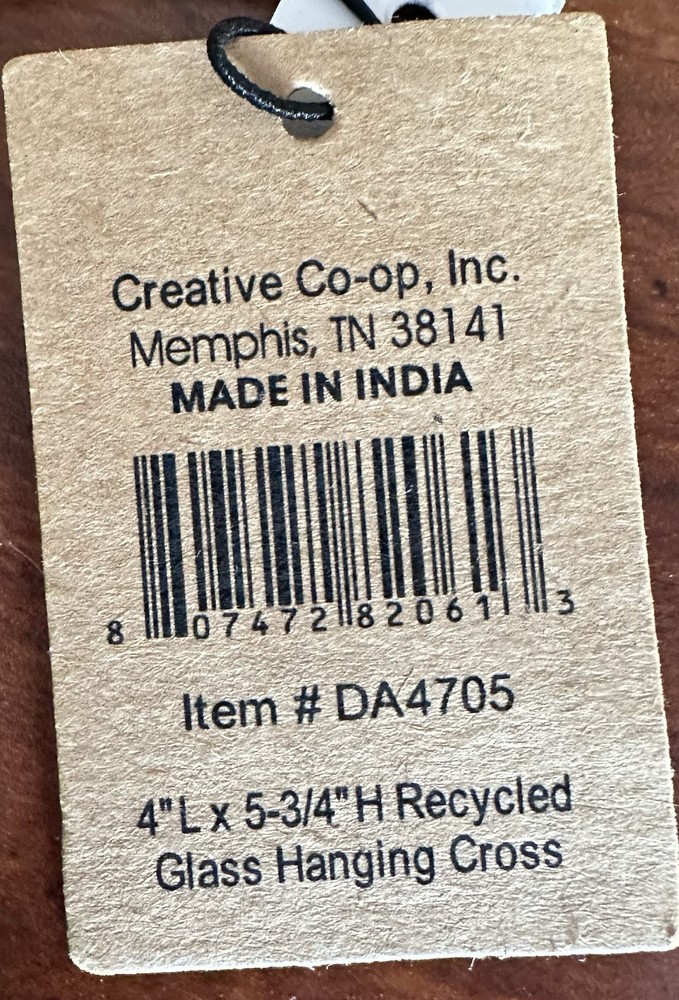 Creative Co-op, Inc.
Memphis, TN 38141
MADE IN INDIA
8 07472 82061 3
Item # DA4705
4"L x 5-3/4"H Recycled
Glass Hanging Cross